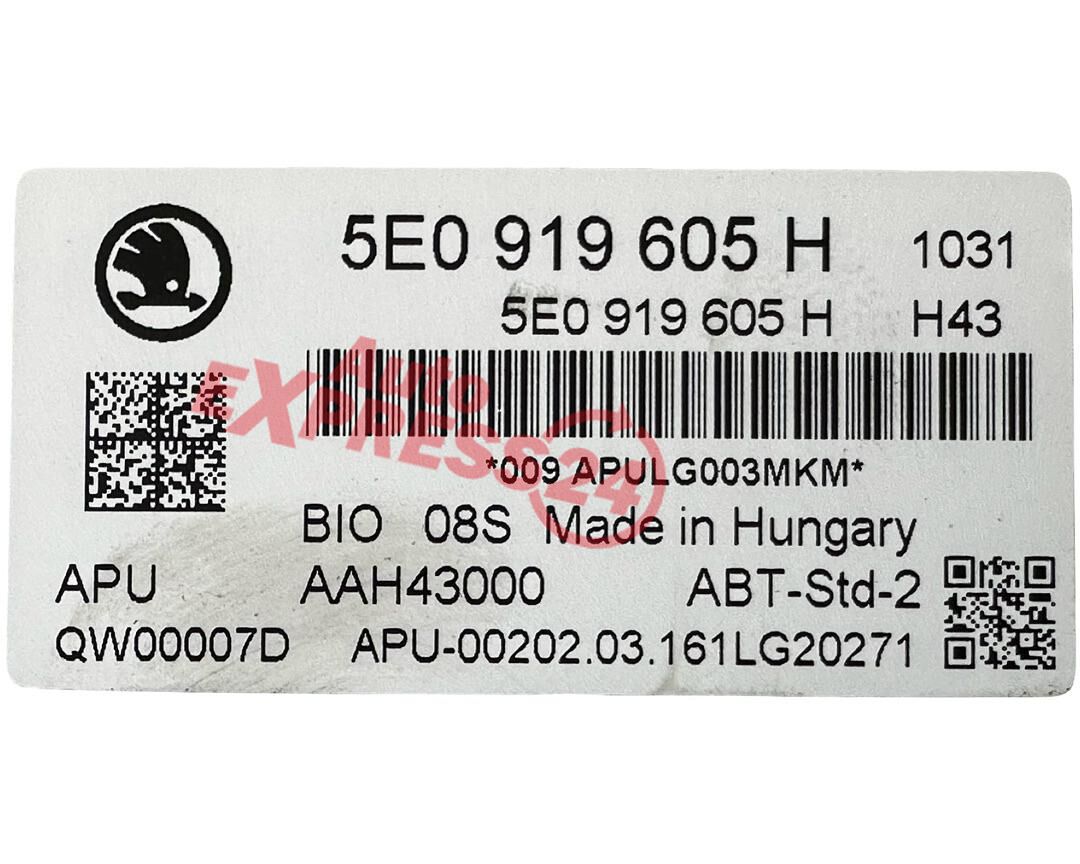 5E0 919 605 H 1031
5E0 919 605 H H43
Auto
EXPRESS24
*009 APULG003MKM*
BIO 08S Made in Hungary
APU AAH43000 ABT-Std-2
QW00007D APU-00202.03.161LG20271